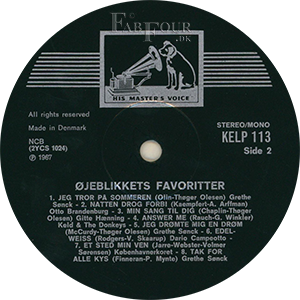 © FABFOUR.DK
HIS MASTER'S VOICE
All rights reserved
Made in Denmark
NCB
(7YCS 1024)
℗ 1967
STEREO/MONO
KELP 113
Side 2
ØJEBLIKKETS FAVORITTER
1. JEG TROR PÅ SOMMEREN (Olin-Thøger Olesen) Grethe
Sønck - 2. NATTEN DROG FORBI (Kaempfert-A. Arffman)
Otto Brandenburg - 3. MIN SANG TIL DIG (Chaplin-Thøger
Olesen) Gitte Hænning - 4. ANSWER ME (Rauch-G. Winkler)
Keld & The Donkeys - 5. JEG DRØMTE MIG EN DRØM
(McCurdy-Thøger Olesen) Grethe Sønck - 6. EDEL-
WEISS (Rodgers-V. Skaarup) Dario Campeotto -
7. ET STED MIN VEN (Jarre-Webster-Volmer
Sørensen) Københavnerkoret - 8. TAK FOR
ALLE KYS (Finneran-P. Mynte) Grethe Sønck